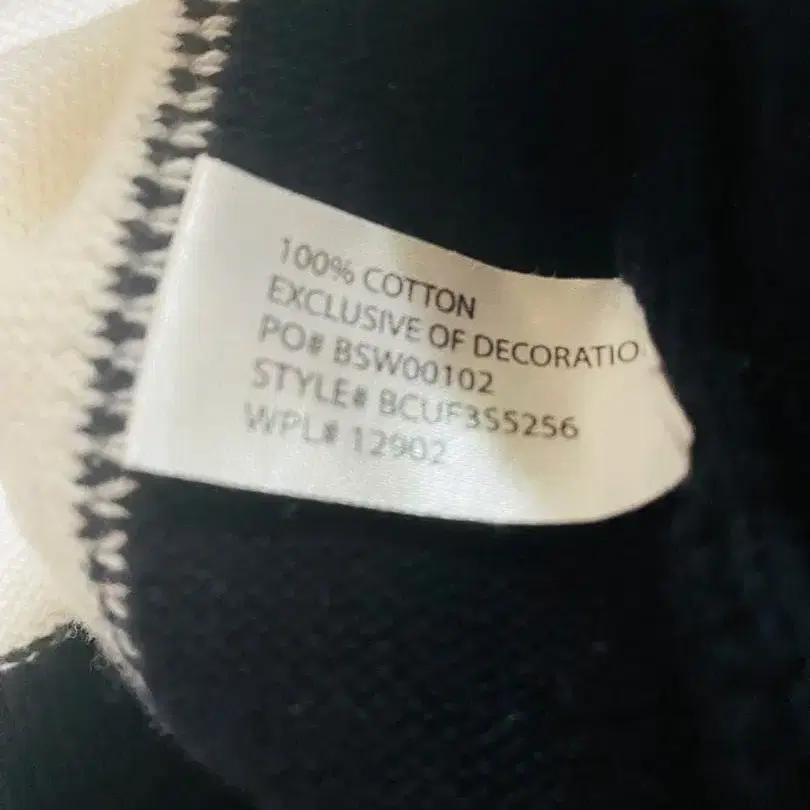 100% COTTON
EXCLUSIVE OF DECORATIO
PO# BSW00102
STYLE# BCUF3S5256
WPL# 12902